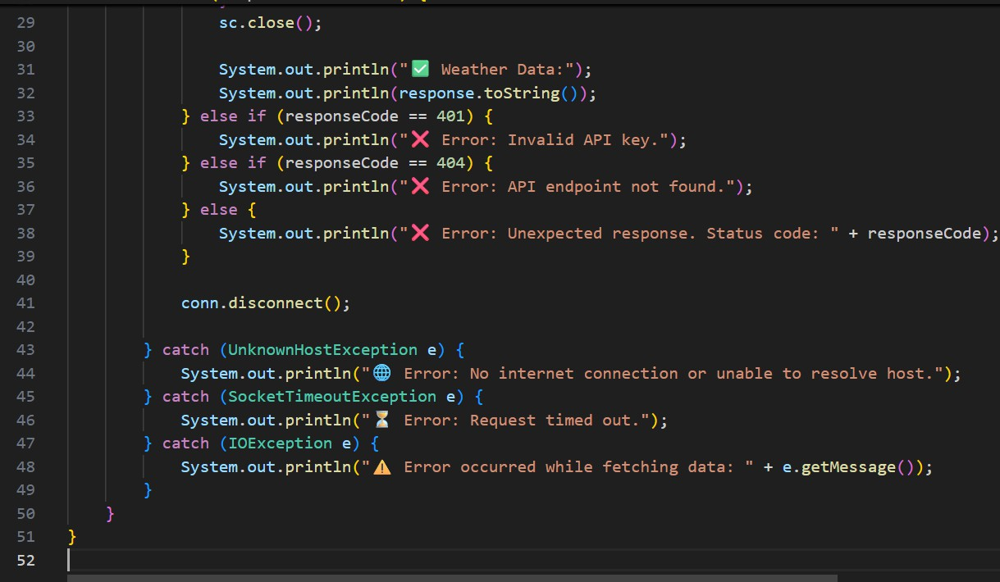 29 sc.close();
30
31 System.out.println("✅ Weather Data:");
32 System.out.println(response.toString());
33 } else if (responseCode == 401) {
34 System.out.println("❌ Error: Invalid API key.");
35 } else if (responseCode == 404) {
36 System.out.println("❌ Error: API endpoint not found.");
37 } else {
38 System.out.println("❌ Error: Unexpected response. Status code: " + responseCode);
39 }
40
41 conn.disconnect();
42
43 } catch (UnknownHostException e) {
44 System.out.println("🌐 Error: No internet connection or unable to resolve host.");
45 } catch (SocketTimeoutException e) {
46 System.out.println("⏳ Error: Request timed out.");
47 } catch (IOException e) {
48 System.out.println("⚠️ Error occurred while fetching data: " + e.getMessage());
49 }
50 }
51 }
52